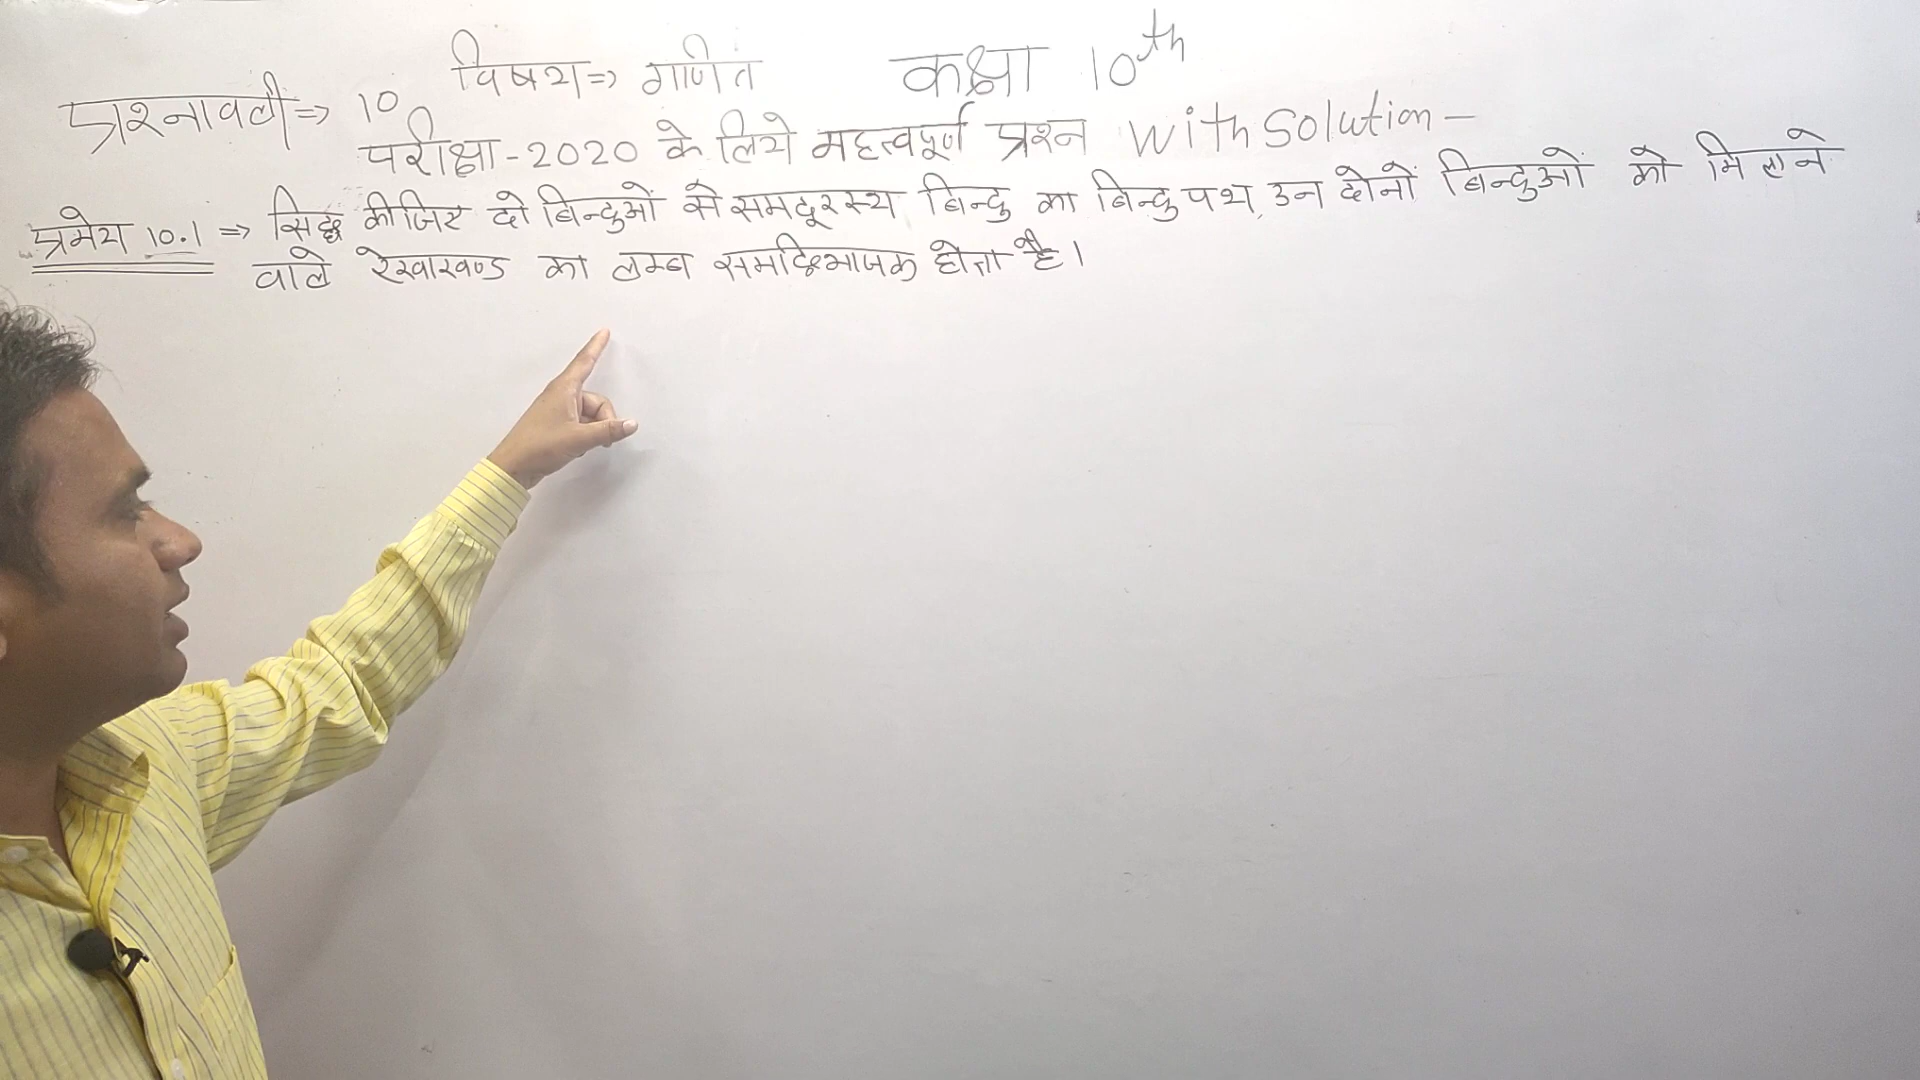 विषय⇒ गणित कक्षा 10th
प्रश्नावली⇒ 10
परीक्षा-2020 के लिये महत्वपूर्ण प्रश्न With Solution-
प्रमेय 10.1 ⇒ सिद्ध कीजिए दो बिन्दुओं से समदूरस्थ बिन्दु का बिन्दुपथ, उन दोनों बिन्दुओं को मिलाने
वाले रेखाखण्ड का लम्ब समद्विभाजक होता है।